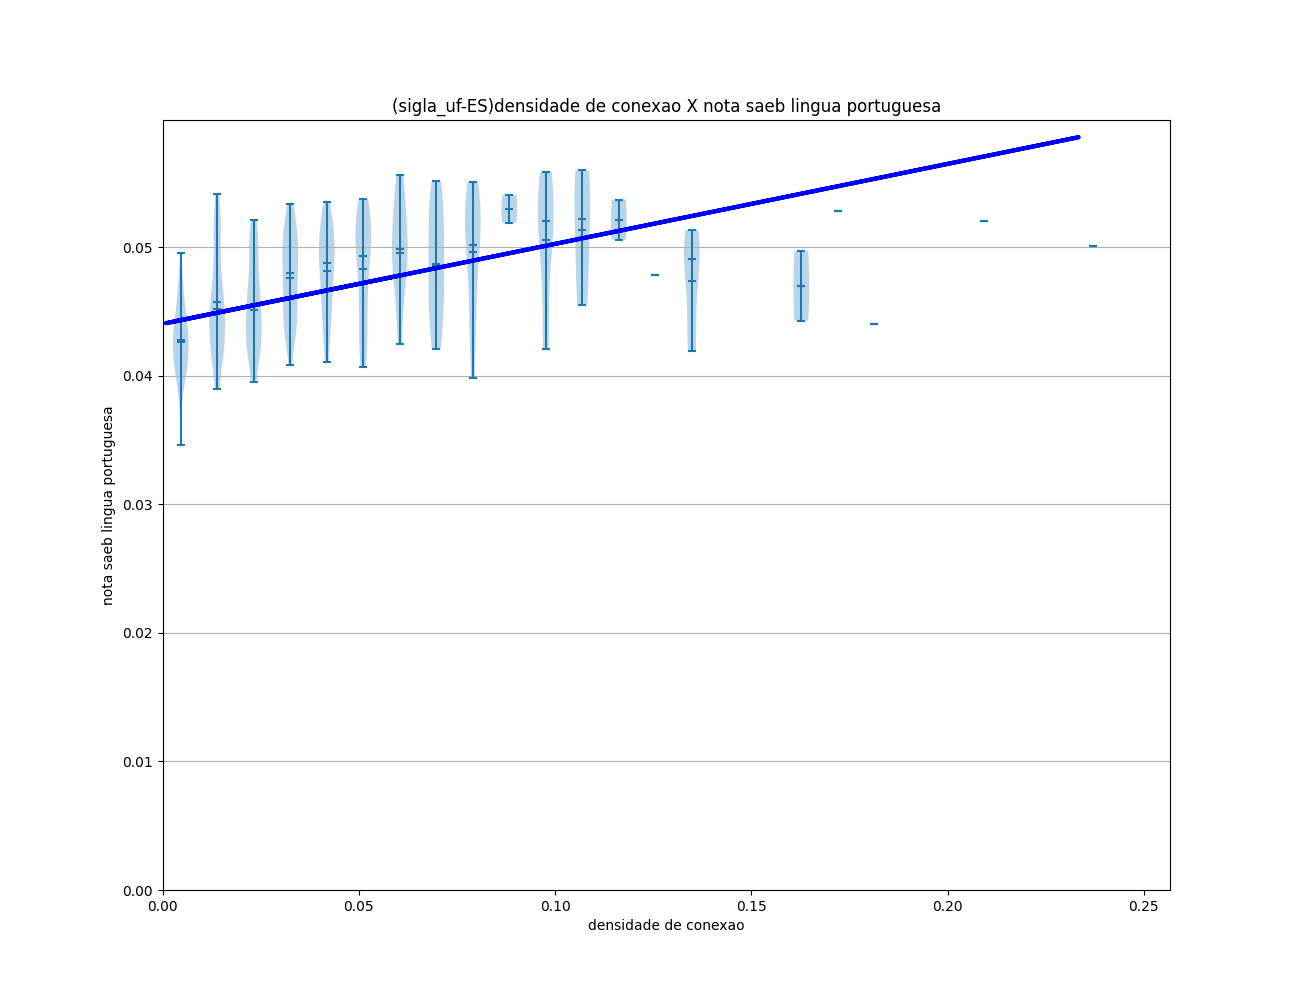 (sigla_uf-ES)densidade de conexao X nota saeb lingua portuguesa
nota saeb lingua portuguesa
0.05
0.04
0.03
0.02
0.01
0.00
0.00 0.05 0.10 0.15 0.20 0.25
densidade de conexao